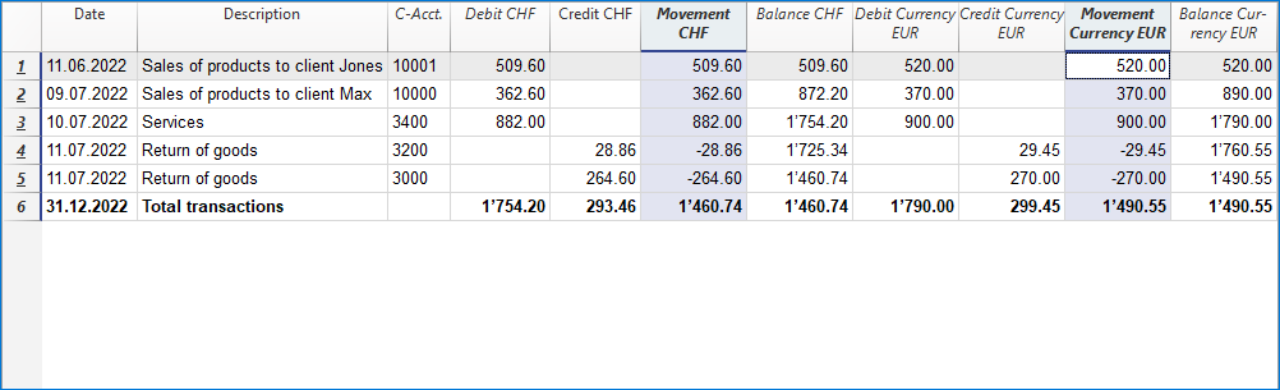 Date Description C-Acct. Debit CHF Credit CHF Movement CHF Balance CHF Debit Currency EUR Credit Currency EUR Movement Currency EUR Balance Cur-rency EUR
1 11.06.2022 Sales of products to client Jones 10001 509.60 509.60 509.60 520.00 520.00 520.00
2 09.07.2022 Sales of products to client Max 10000 362.60 362.60 872.20 370.00 370.00 890.00
3 10.07.2022 Services 3400 882.00 882.00 1'754.20 900.00 900.00 1'790.00
4 11.07.2022 Return of goods 3200 28.86 -28.86 1'725.34 29.45 -29.45 1'760.55
5 11.07.2022 Return of goods 3000 264.60 -264.60 1'460.74 270.00 -270.00 1'490.55
6 31.12.2022 Total transactions 1'754.20 293.46 1'460.74 1'460.74 1'790.00 299.45 1'490.55 1'490.55